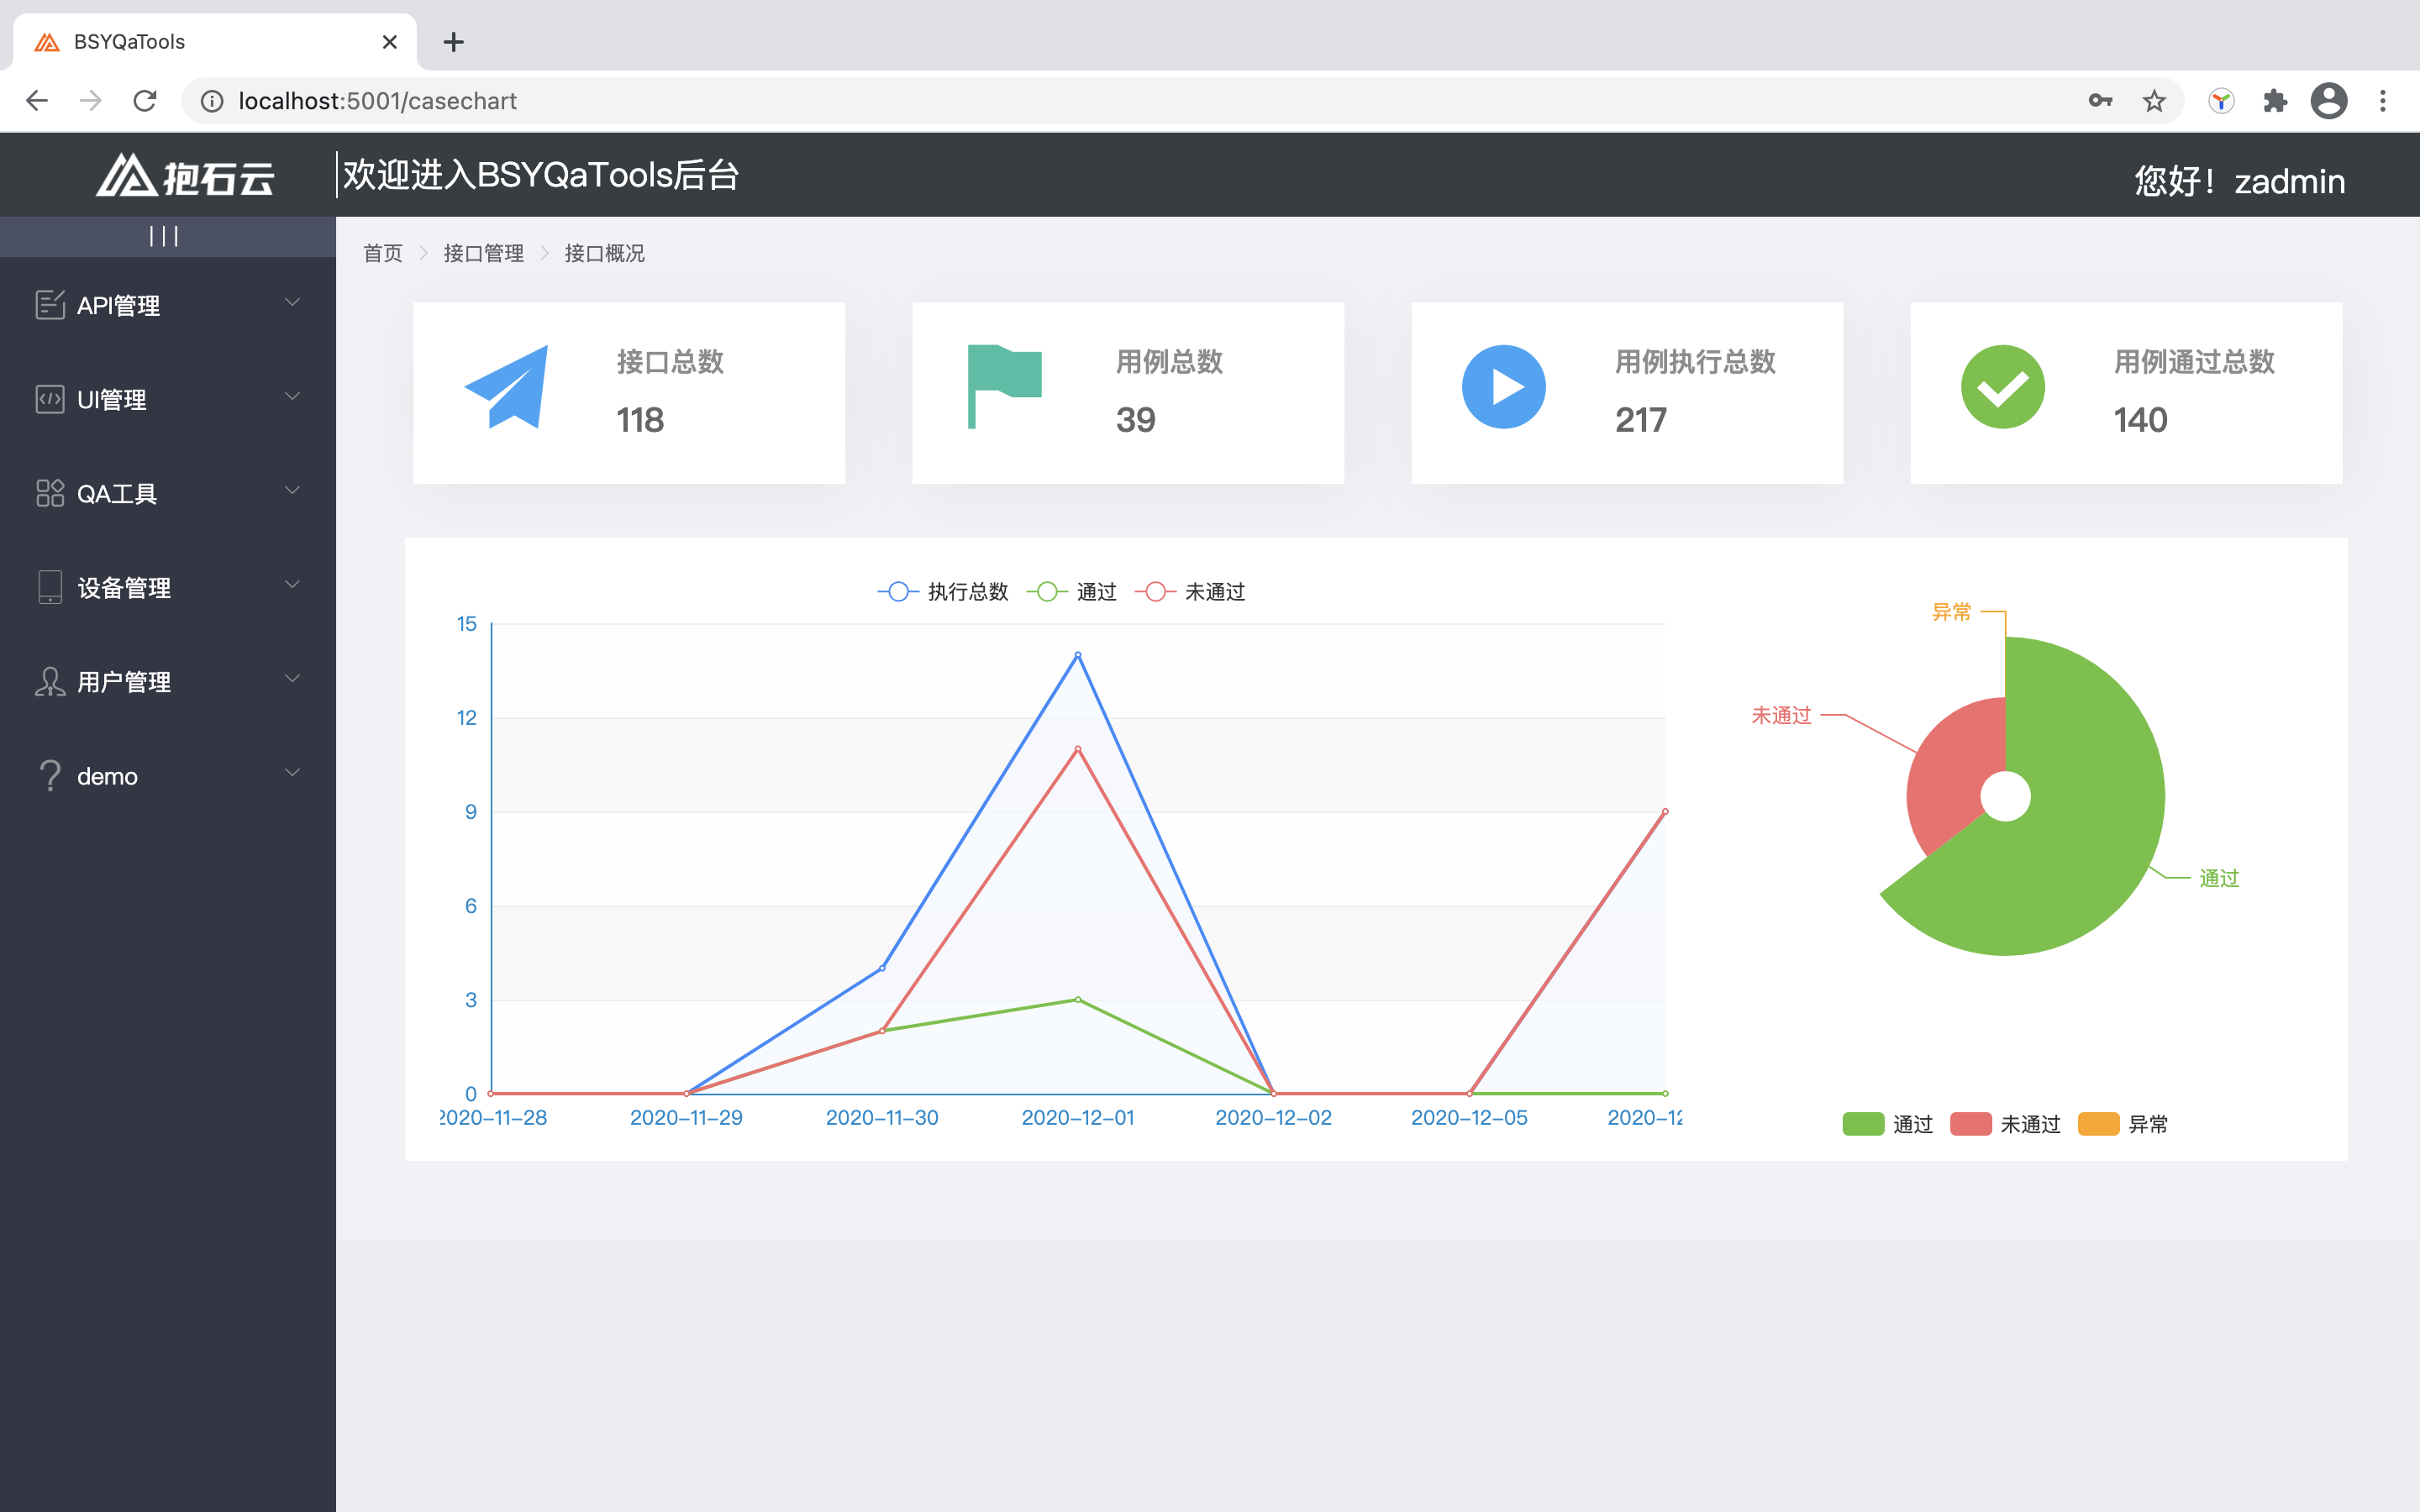 BSYQaTools
localhost:5001/casechart
抱石云
欢迎进入BSYQaTools后台
您好！zadmin
首页 接口管理 接口概况
API管理
UI管理
QA工具
设备管理
用户管理
demo
接口总数
118
用例总数
39
用例执行总数
217
用例通过总数
140
执行总数 通过 未通过
15
12
9
6
3
0
2020-11-28 2020-11-29 2020-11-30 2020-12-01 2020-12-02 2020-12-05 2020-12
异常
未通过
通过
通过 未通过 异常